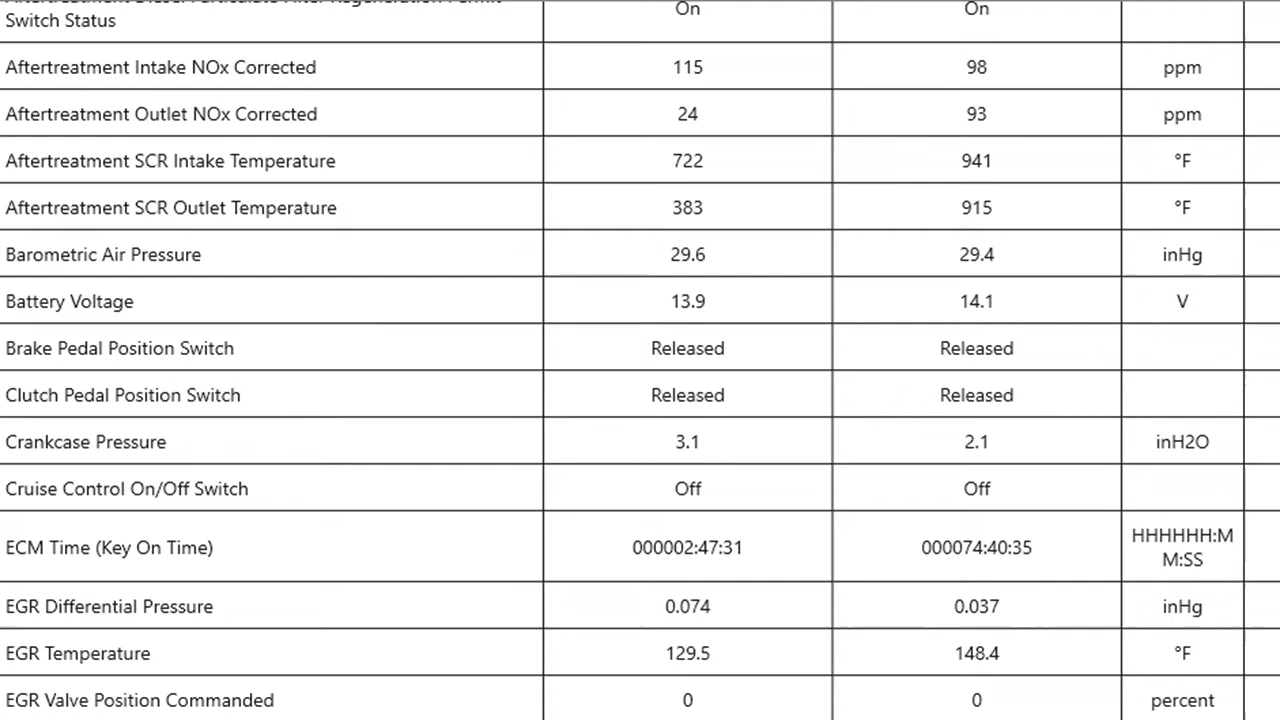 Switch Status On On
Aftertreatment Intake NOx Corrected 115 98 ppm
Aftertreatment Outlet NOx Corrected 24 93 ppm
Aftertreatment SCR Intake Temperature 722 941 °F
Aftertreatment SCR Outlet Temperature 383 915 °F
Barometric Air Pressure 29.6 29.4 inHg
Battery Voltage 13.9 14.1 V
Brake Pedal Position Switch Released Released
Clutch Pedal Position Switch Released Released
Crankcase Pressure 3.1 2.1 inH2O
Cruise Control On/Off Switch Off Off
ECM Time (Key On Time) 000002:47:31 000074:40:35 HHHHHH:M
M:SS
EGR Differential Pressure 0.074 0.037 inHg
EGR Temperature 129.5 148.4 °F
EGR Valve Position Commanded 0 0 percent